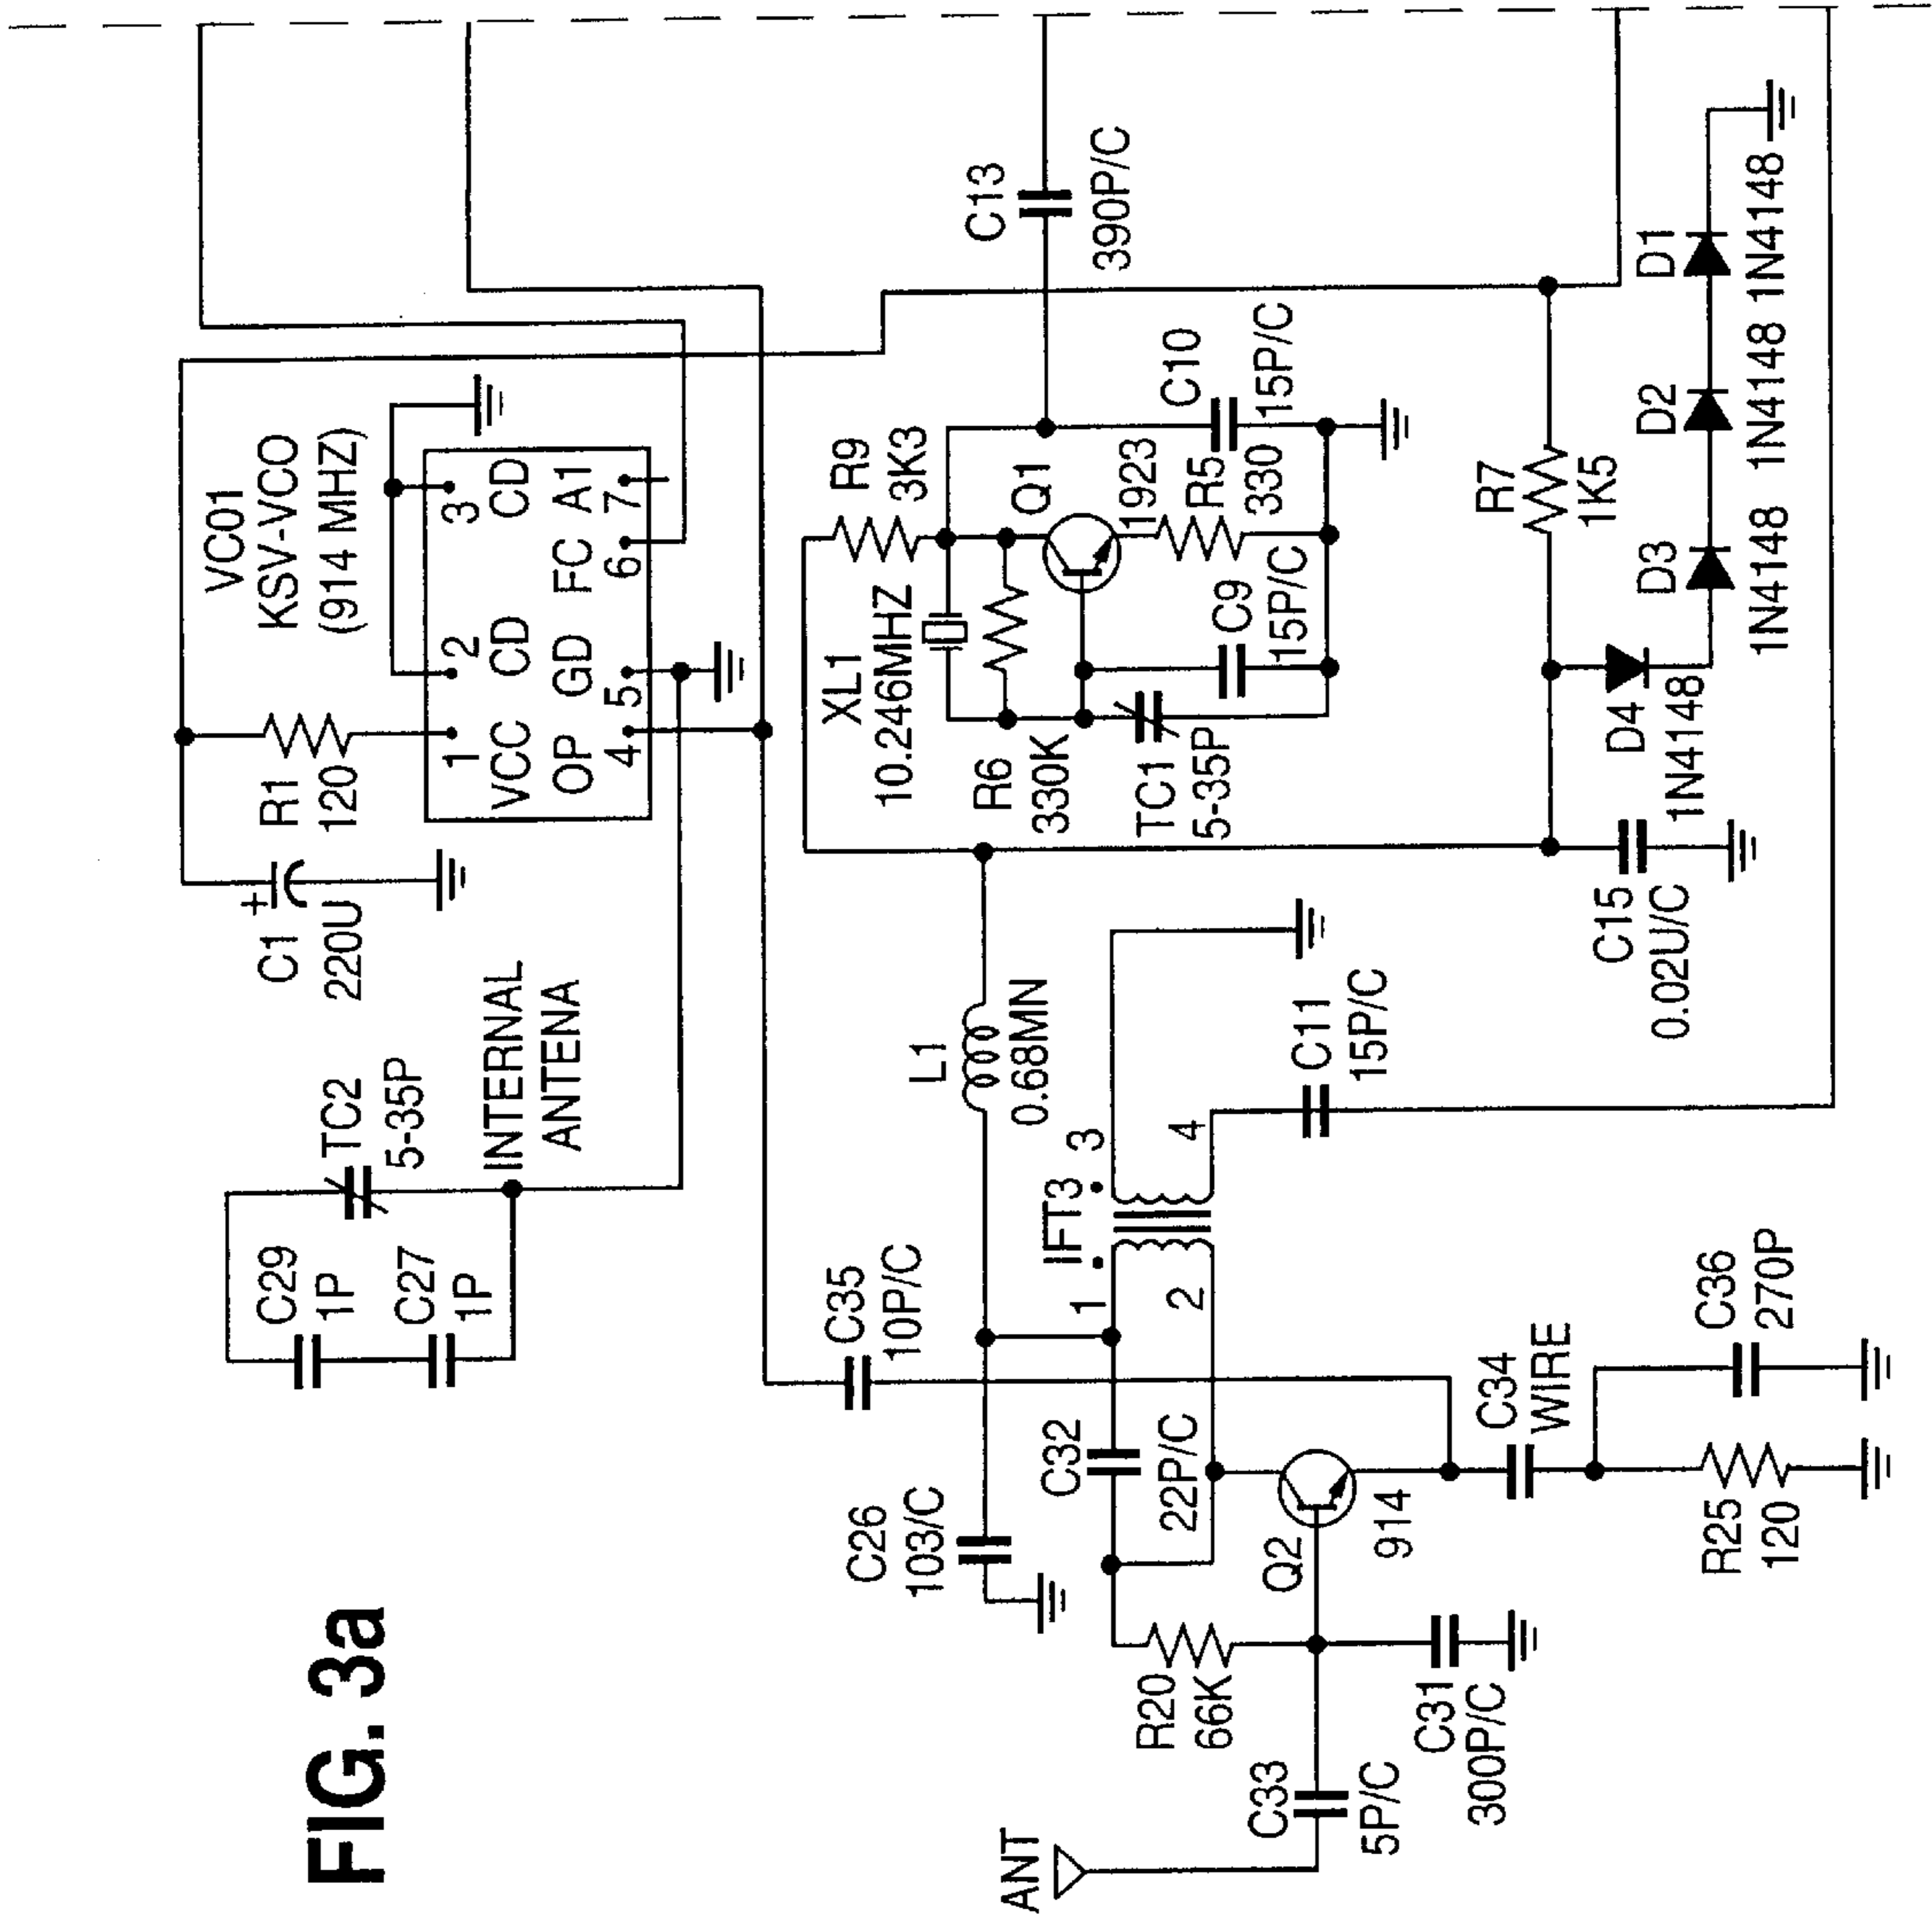 FIG. 3a
C29
1P
C27
1P
TC2
5-35P
INTERNAL
ANTENA
C1
+
220U
R1
120
VC01
KSV-VCO
(914 MHZ)
1
2
3
VCC
CD
CD
OP
GD
FC
A1
4
5
6
7
C35
10P/C
C26
103/C
L1
0.68MN
C32
22P/C
IFT3
1
3
2
4
C11
15P/C
R20
66K
Q2
914
C33
5P/C
ANT
C31
300P/C
C34
WIRE
R25
120
C36
270P
XL1
10.246MHZ
R9
3K3
R6
330K
Q1
1923
TC1
5-35P
C9
15P/C
R5
330
C10
15P/C
C13
390P/C
R7
1K5
C15
0.02U/C
D4
1N4148
D3
1N4148
D2
1N4148
D1
1N4148